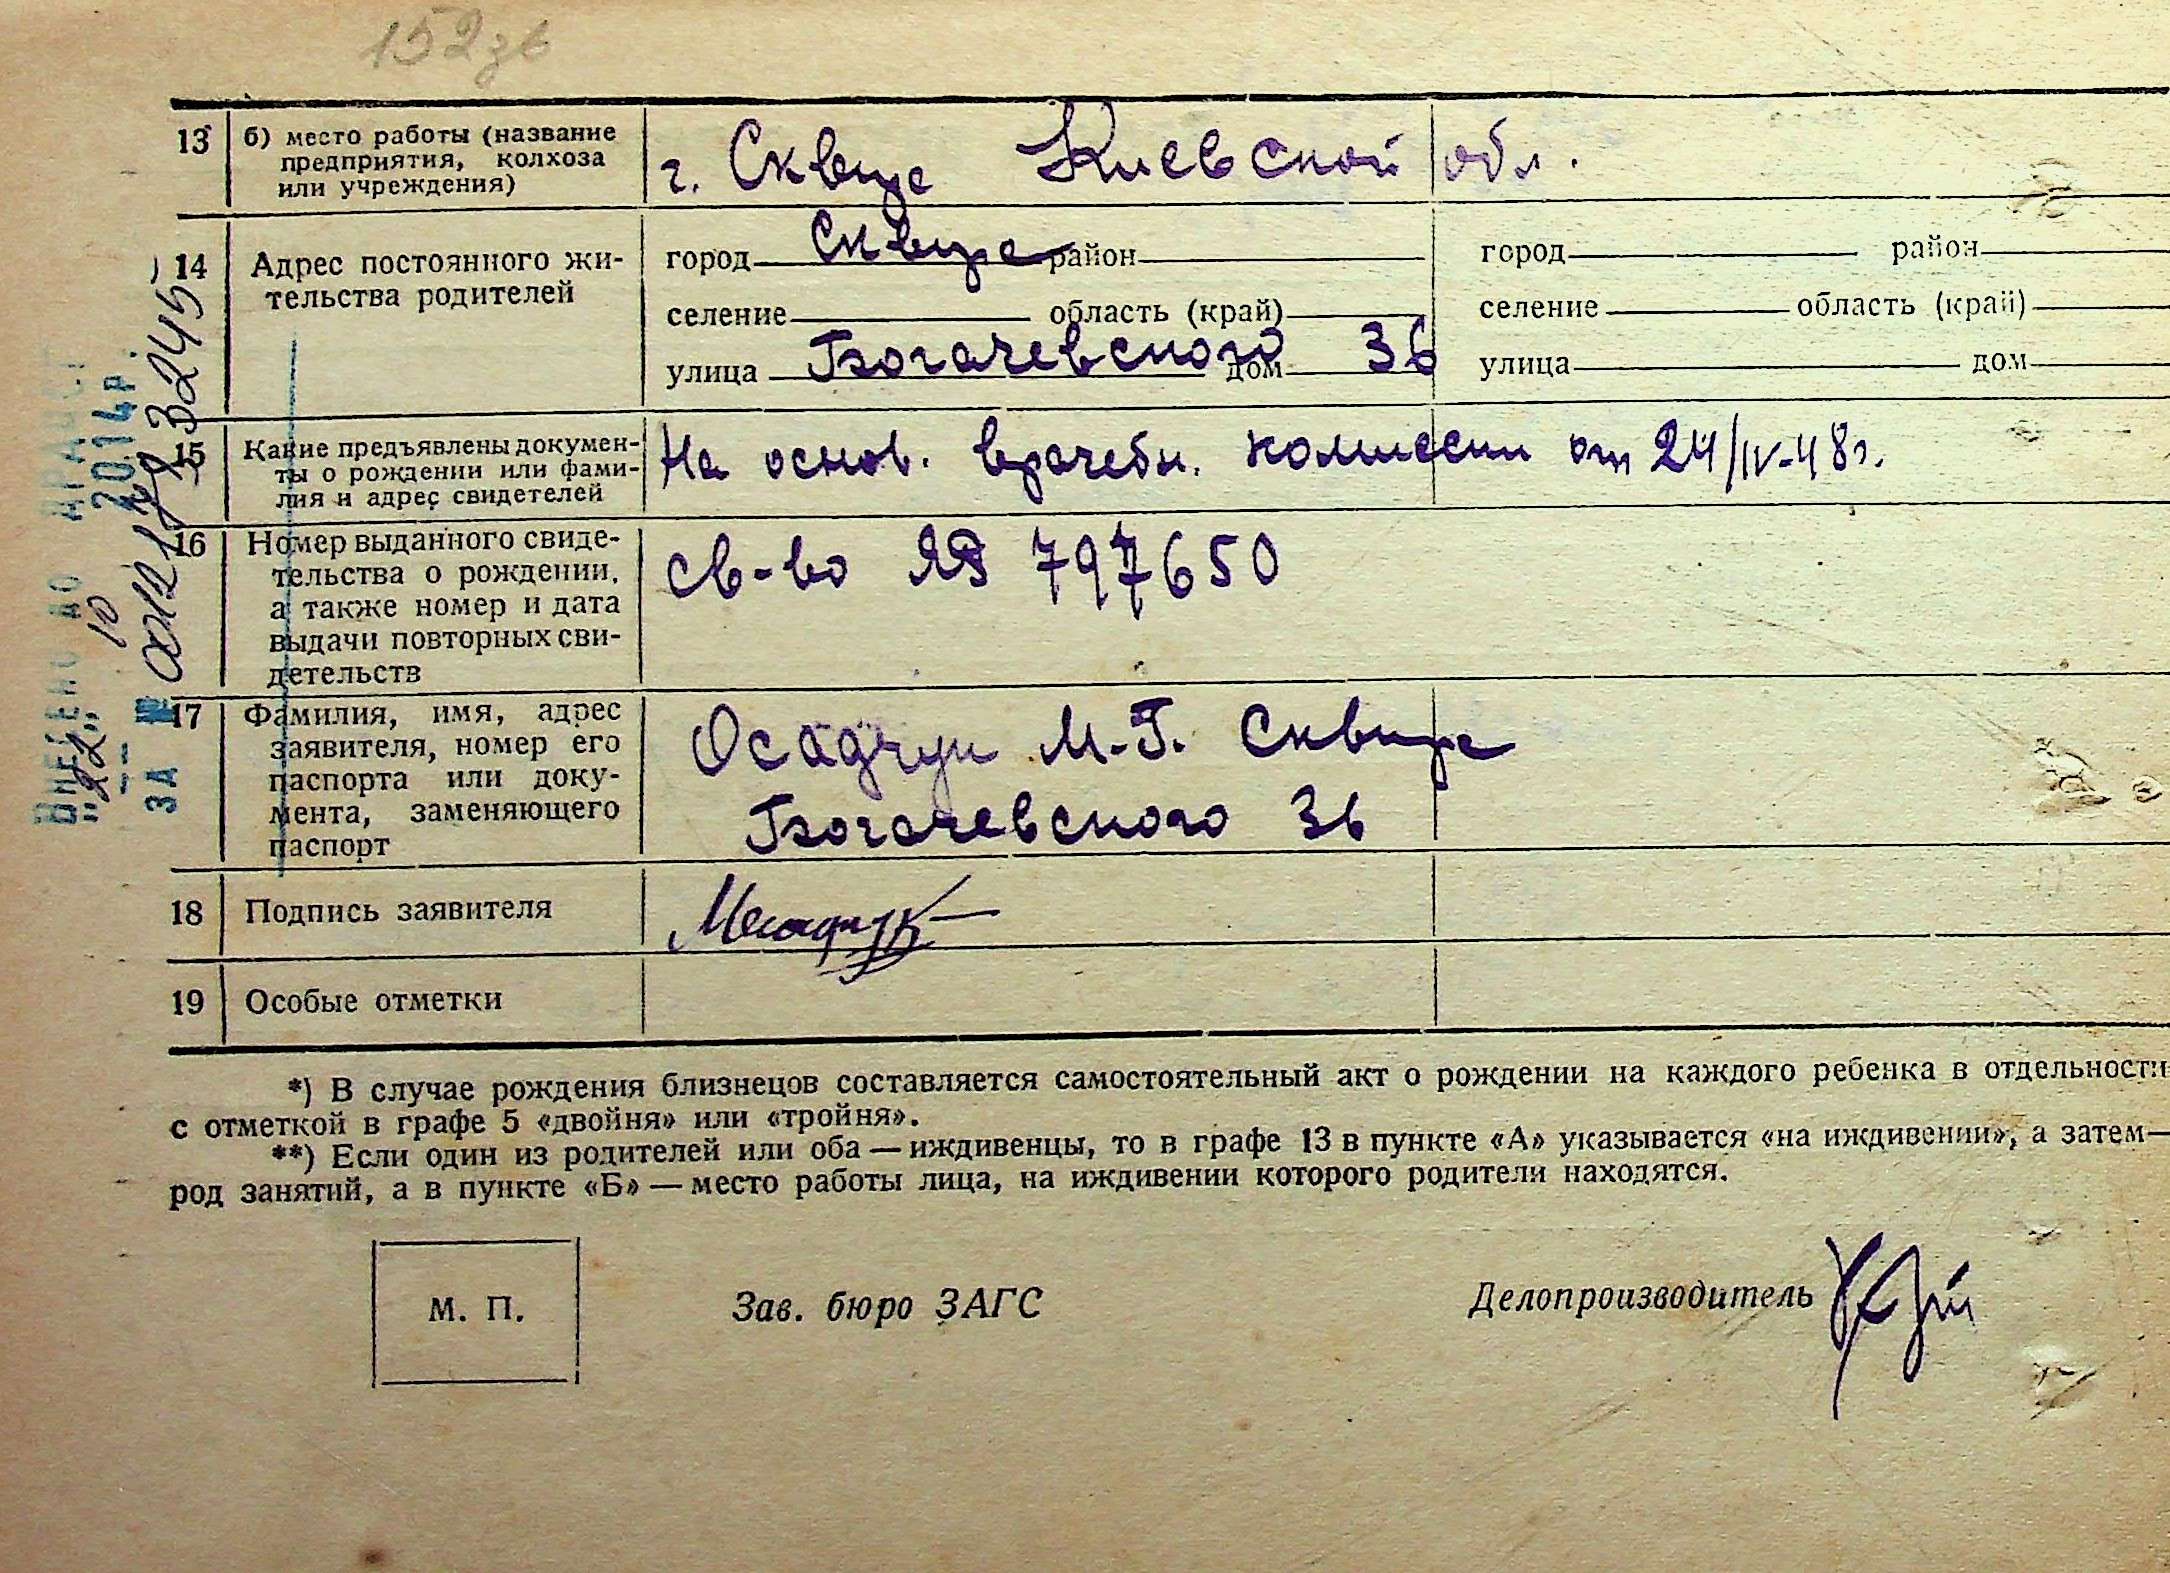 152зв
13 б) место работы (название
предприятия, колхоза
или учреждения)
г. Сквира Киевской обл.
14 Адрес постоянного жи-
тельства родителей
город Сквира район
селение область (край)
улица Богачевского дом 36
город район
селение область (край)
улица дом
15 Какие предъявлены докумен-
ты о рождении или фами-
лия и адрес свидетелей
На основ. врачебн. комиссии от 24/IV-48г.
16 Номер выданного свиде-
тельства о рождении,
а также номер и дата
выдачи повторных сви-
детельств
св-во ЯБ 797650
17 Фамилия, имя, адрес
заявителя, номер его
паспорта или доку-
мента, заменяющего
паспорт
Осадчук М.Г. Сквира
Богачевского 36
18 Подпись заявителя
19 Особые отметки
*) В случае рождения близнецов составляется самостоятельный акт о рождении на каждого ребенка в отдельности
с отметкой в графе 5 «двойня» или «тройня».
**) Если один из родителей или оба — иждивенцы, то в графе 13 в пункте «А» указывается «на иждивении», а затем—
род занятий, а в пункте «Б» — место работы лица, на иждивении которого родители находятся.
М. П.
Зав. бюро ЗАГС
Делопроизводитель
ВНЕСЕНО ДО ДРАЦСГ
"22" 10 2014р.
ЗА №